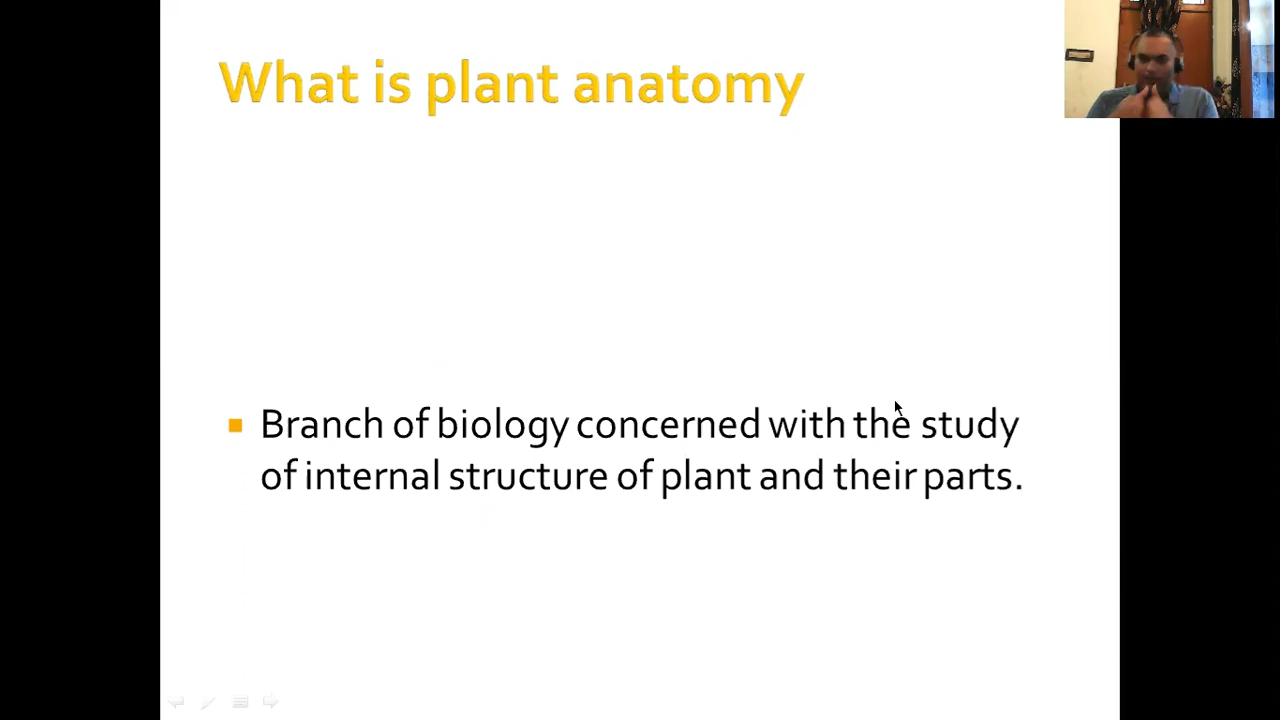 What is plant anatomy
Branch of biology concerned with the study
of internal structure of plant and their parts.